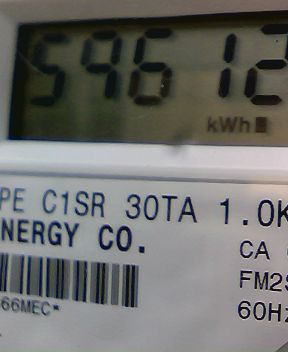 59612
kWh
PE C1SR 30TA 1.0K
NERGY CO.
CA
FM2S
60Hz
66MEC*